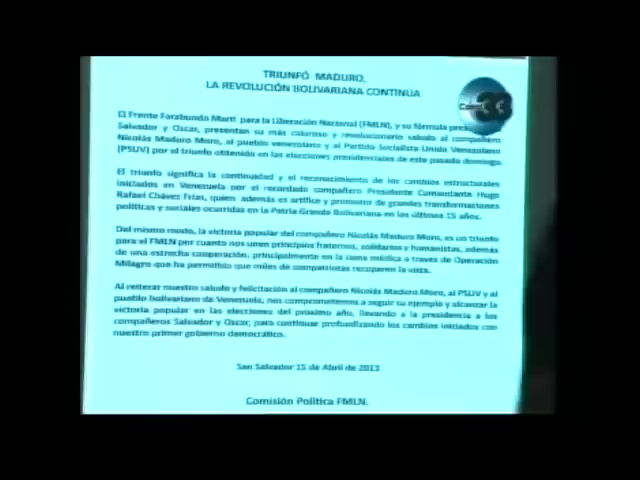 TRIUNFÓ MADURO,
LA REVOLUCIÓN BOLIVARIANA CONTINÚA
El Frente Farabundo Martí para la Liberación Nacional (FMLN), y su fórmula
Salvador y Oscar, presentan su más caluroso y revolucionario saludo al compañero
Nicolás Maduro Moro, al pueblo venezolano y al Partido Socialista Unido Venezolano
(PSUV) por el triunfo obtenido en las elecciones presidenciales de este pasado domingo
El triunfo significa la continuidad y el reconocimiento de los cambios estructurales
iniciados en Venezuela por el recordado compañero Presidente Comandante Hugo
Rafael Chávez Frías, quien además es artífice y promotor de grandes transformaciones
políticas y sociales ocurridas en la Patria Grande Bolivariana en los últimos 15 años.
Del mismo modo, la victoria popular del compañero Nicolás Maduro Moro, es un triunfo
para el FMLN por cuanto nos unen principios fraternos, solidarios y humanistas, además
de una estrecha cooperación, principalmente en la rama médica a través de Operación
Milagro que ha permitido que miles de compatriotas recuperen la vista.
Al reiterar nuestro saludo y felicitación al compañero Nicolás Maduro Moro, al PSUV y al
pueblo bolivariano de Venezuela, nos comprometemos a seguir su ejemplo y alcanzar la
victoria popular en las elecciones del próximo año, llevando a la presidencia a los
compañeros Salvador y Oscar, para continuar profundizando los cambios iniciados con
nuestro primer gobierno democrático.
San Salvador 15 de Abril de 2013
Comisión Política FMLN.